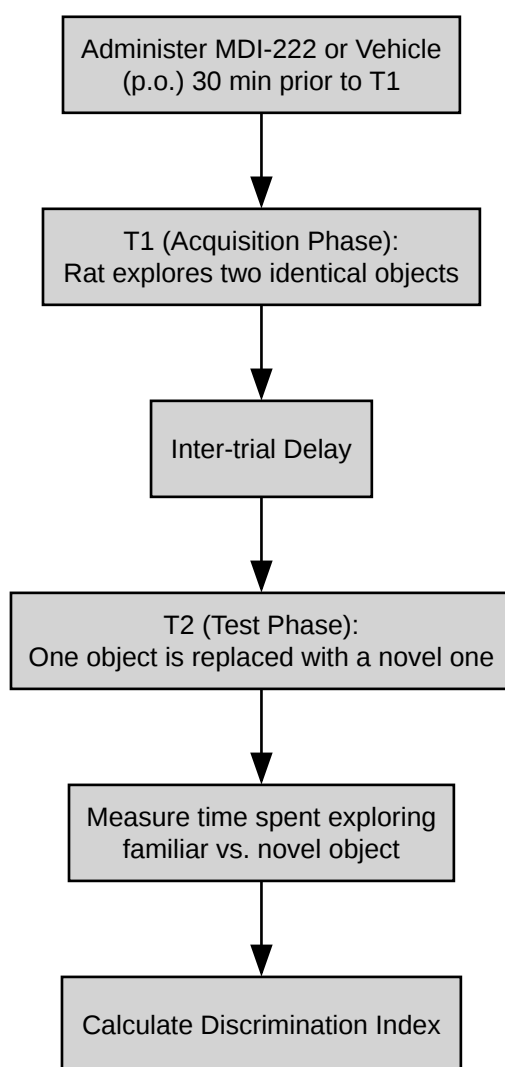 Administer MDI-222 or Vehicle
(p.o.) 30 min prior to T1
T1 (Acquisition Phase):
Rat explores two identical objects
Inter-trial Delay
T2 (Test Phase):
One object is replaced with a novel one
Measure time spent exploring
familiar vs. novel object
Calculate Discrimination Index